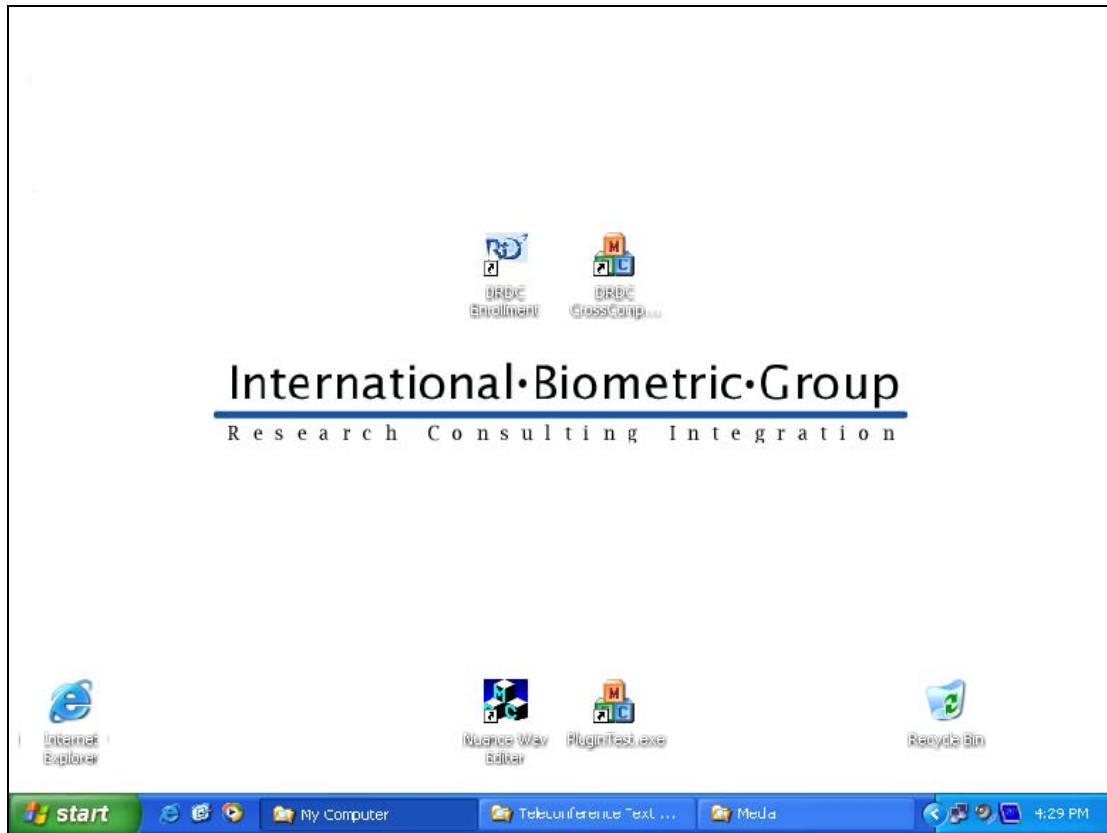 DRDC
Enrollment
DRDC
CrossComp...
International·Biometric·Group
Research Consulting Integration
Internet
Explorer
Nuance Wav
Editor
PluginTest.exe
Recycle Bin
start
My Computer
Teleconference Text ...
Media
4:29 PM